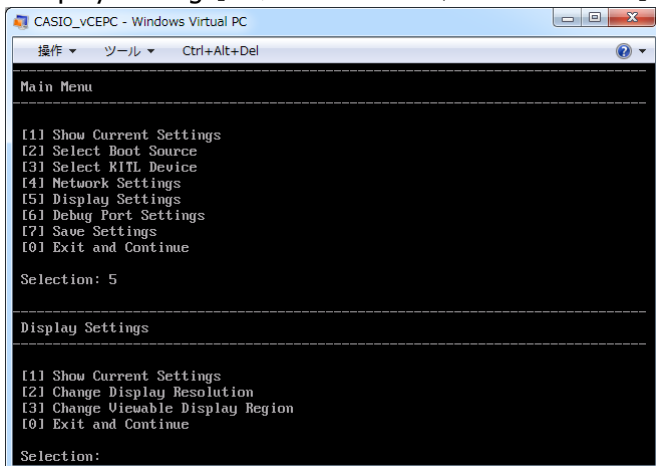 CASIO_vCEPC - Windows Virtual PC
操作 ツール Ctrl+Alt+Del
Main Menu
[1] Show Current Settings
[2] Select Boot Source
[3] Select KITL Device
[4] Network Settings
[5] Display Settings
[6] Debug Port Settings
[7] Save Settings
[0] Exit and Continue
Selection: 5
Display Settings
[1] Show Current Settings
[2] Change Display Resolution
[3] Change Viewable Display Region
[0] Exit and Continue
Selection: